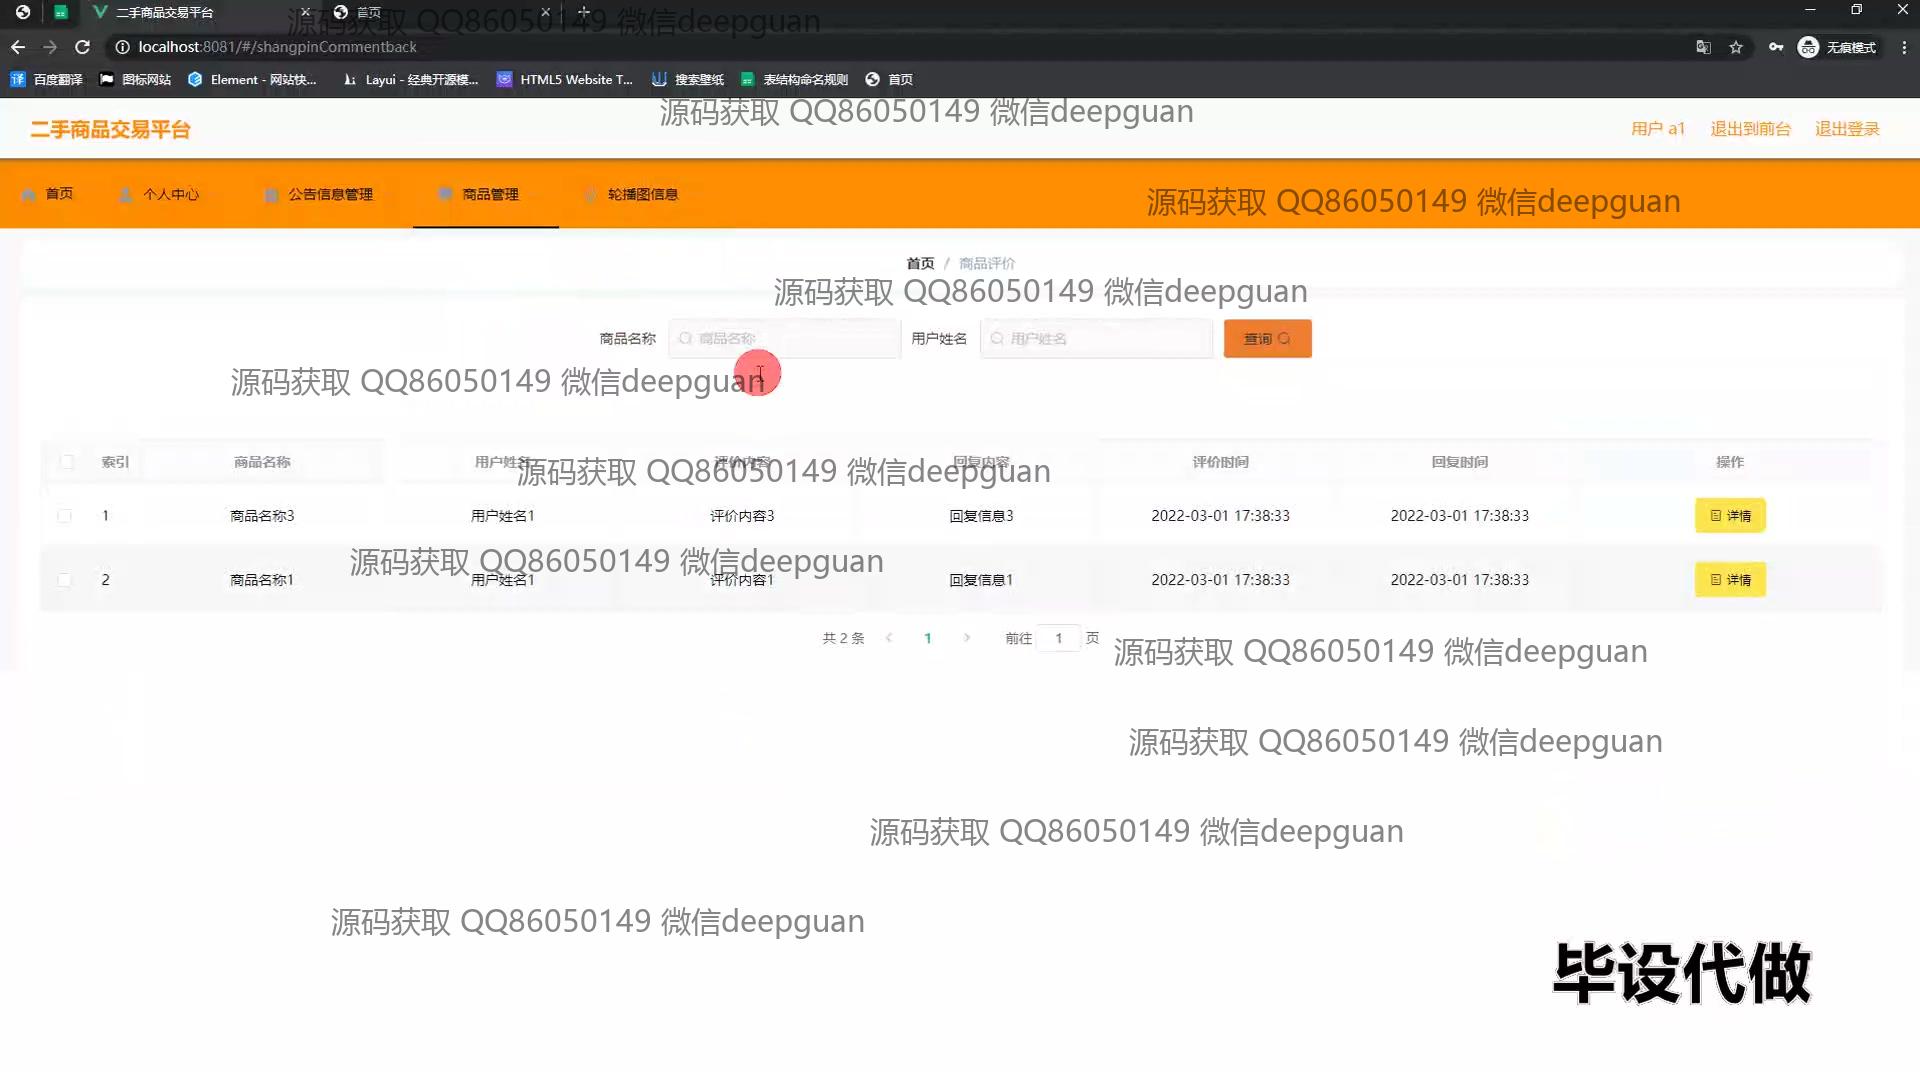 二手商品交易平台
首页
源码获取 QQ86050149 微信deepguan
localhost:8081/#/shangpinCommentback
无痕模式
百度翻译 图标网站 Element - 网站快... Layui - 经典开源模... HTML5 Website T... 搜索壁纸 表结构命名规则 首页
源码获取 QQ86050149 微信deepguan
二手商品交易平台 用户 a1 退出到前台 退出登录
首页 个人中心 公告信息管理 商品管理 轮播图信息
源码获取 QQ86050149 微信deepguan
首页 / 商品评价
源码获取 QQ86050149 微信deepguan
商品名称 商品名称 用户姓名 用户姓名 查询
源码获取 QQ86050149 微信deepguan
索引 商品名称 用户姓名 评价内容 回复内容 评价时间 回复时间 操作
源码获取 QQ86050149 微信deepguan
1 商品名称3 用户姓名1 评价内容3 回复信息3 2022-03-01 17:38:33 2022-03-01 17:38:33 详情
源码获取 QQ86050149 微信deepguan
2 商品名称1 用户姓名1 评价内容1 回复信息1 2022-03-01 17:38:33 2022-03-01 17:38:33 详情
共 2 条 1 前往 1 页
源码获取 QQ86050149 微信deepguan
源码获取 QQ86050149 微信deepguan
源码获取 QQ86050149 微信deepguan
源码获取 QQ86050149 微信deepguan
毕设代做